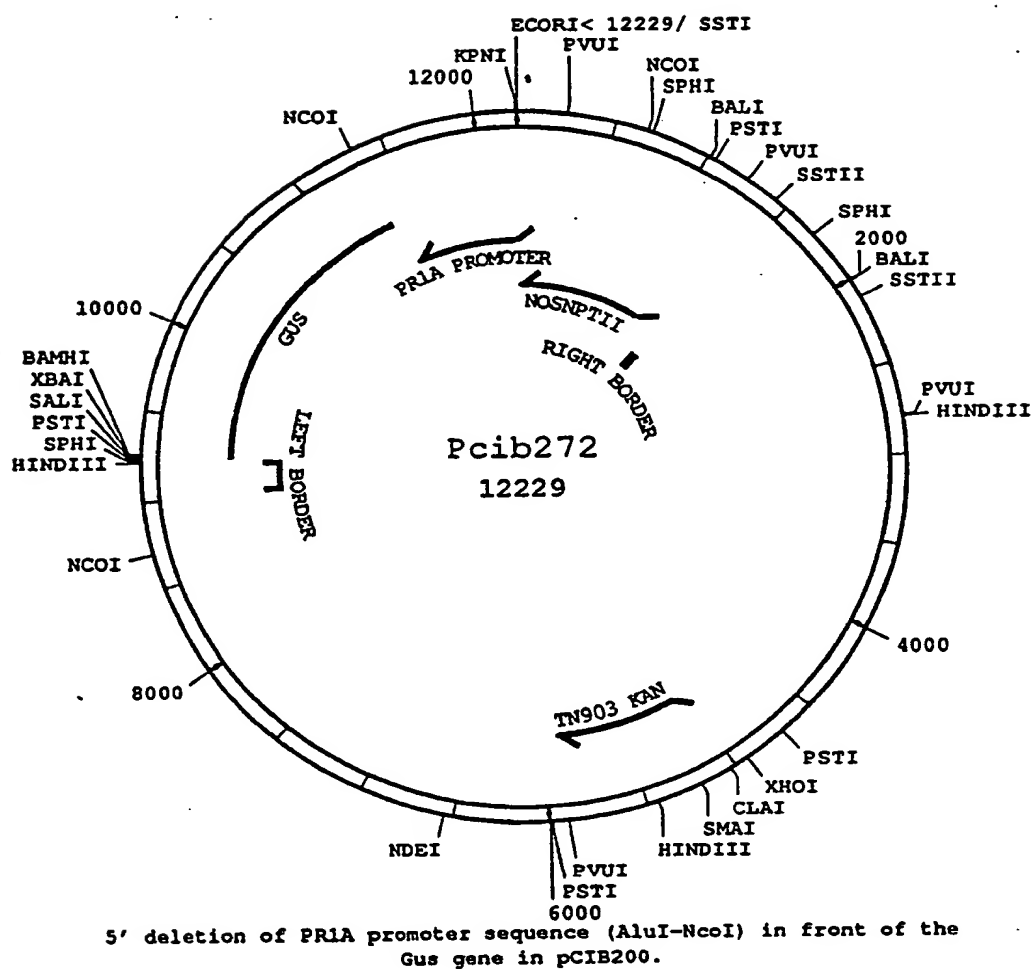 ECORI< 12229/ SSTI
PVUI
KPNI
12000
NCOI
SPHI
BALI
PSTI
PVUI
SSTII
SPHI
2000
BALI
SSTII
PVUI
HINDIII
4000
PSTI
XHOI
CLAI
SMAI
HINDIII
PVUI
PSTI
6000
NDEI
8000
NCOI
HINDIII
SPHI
PSTI
SALI
XBAI
BAMHI
10000
NCOI
PR1A PROMOTER
NOSNPTII
RIGHT BORDER
GUS
LEFT BORDER
TN903 KAN
Pcib272
12229
5' deletion of PR1A promoter sequence (AluI-NcoI) in front of the
Gus gene in pCIB200.